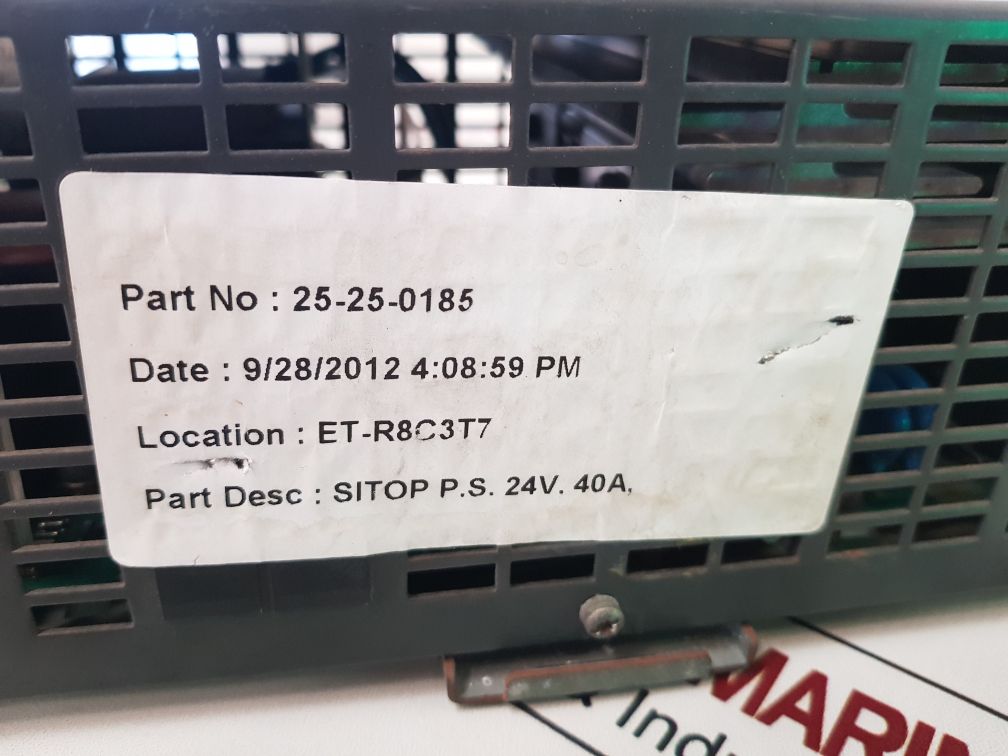 Part No : 25-25-0185
Date : 9/28/2012 4:08:59 PM
Location : ET-R8C3T7
Part Desc : SITOP P.S. 24V. 40A,